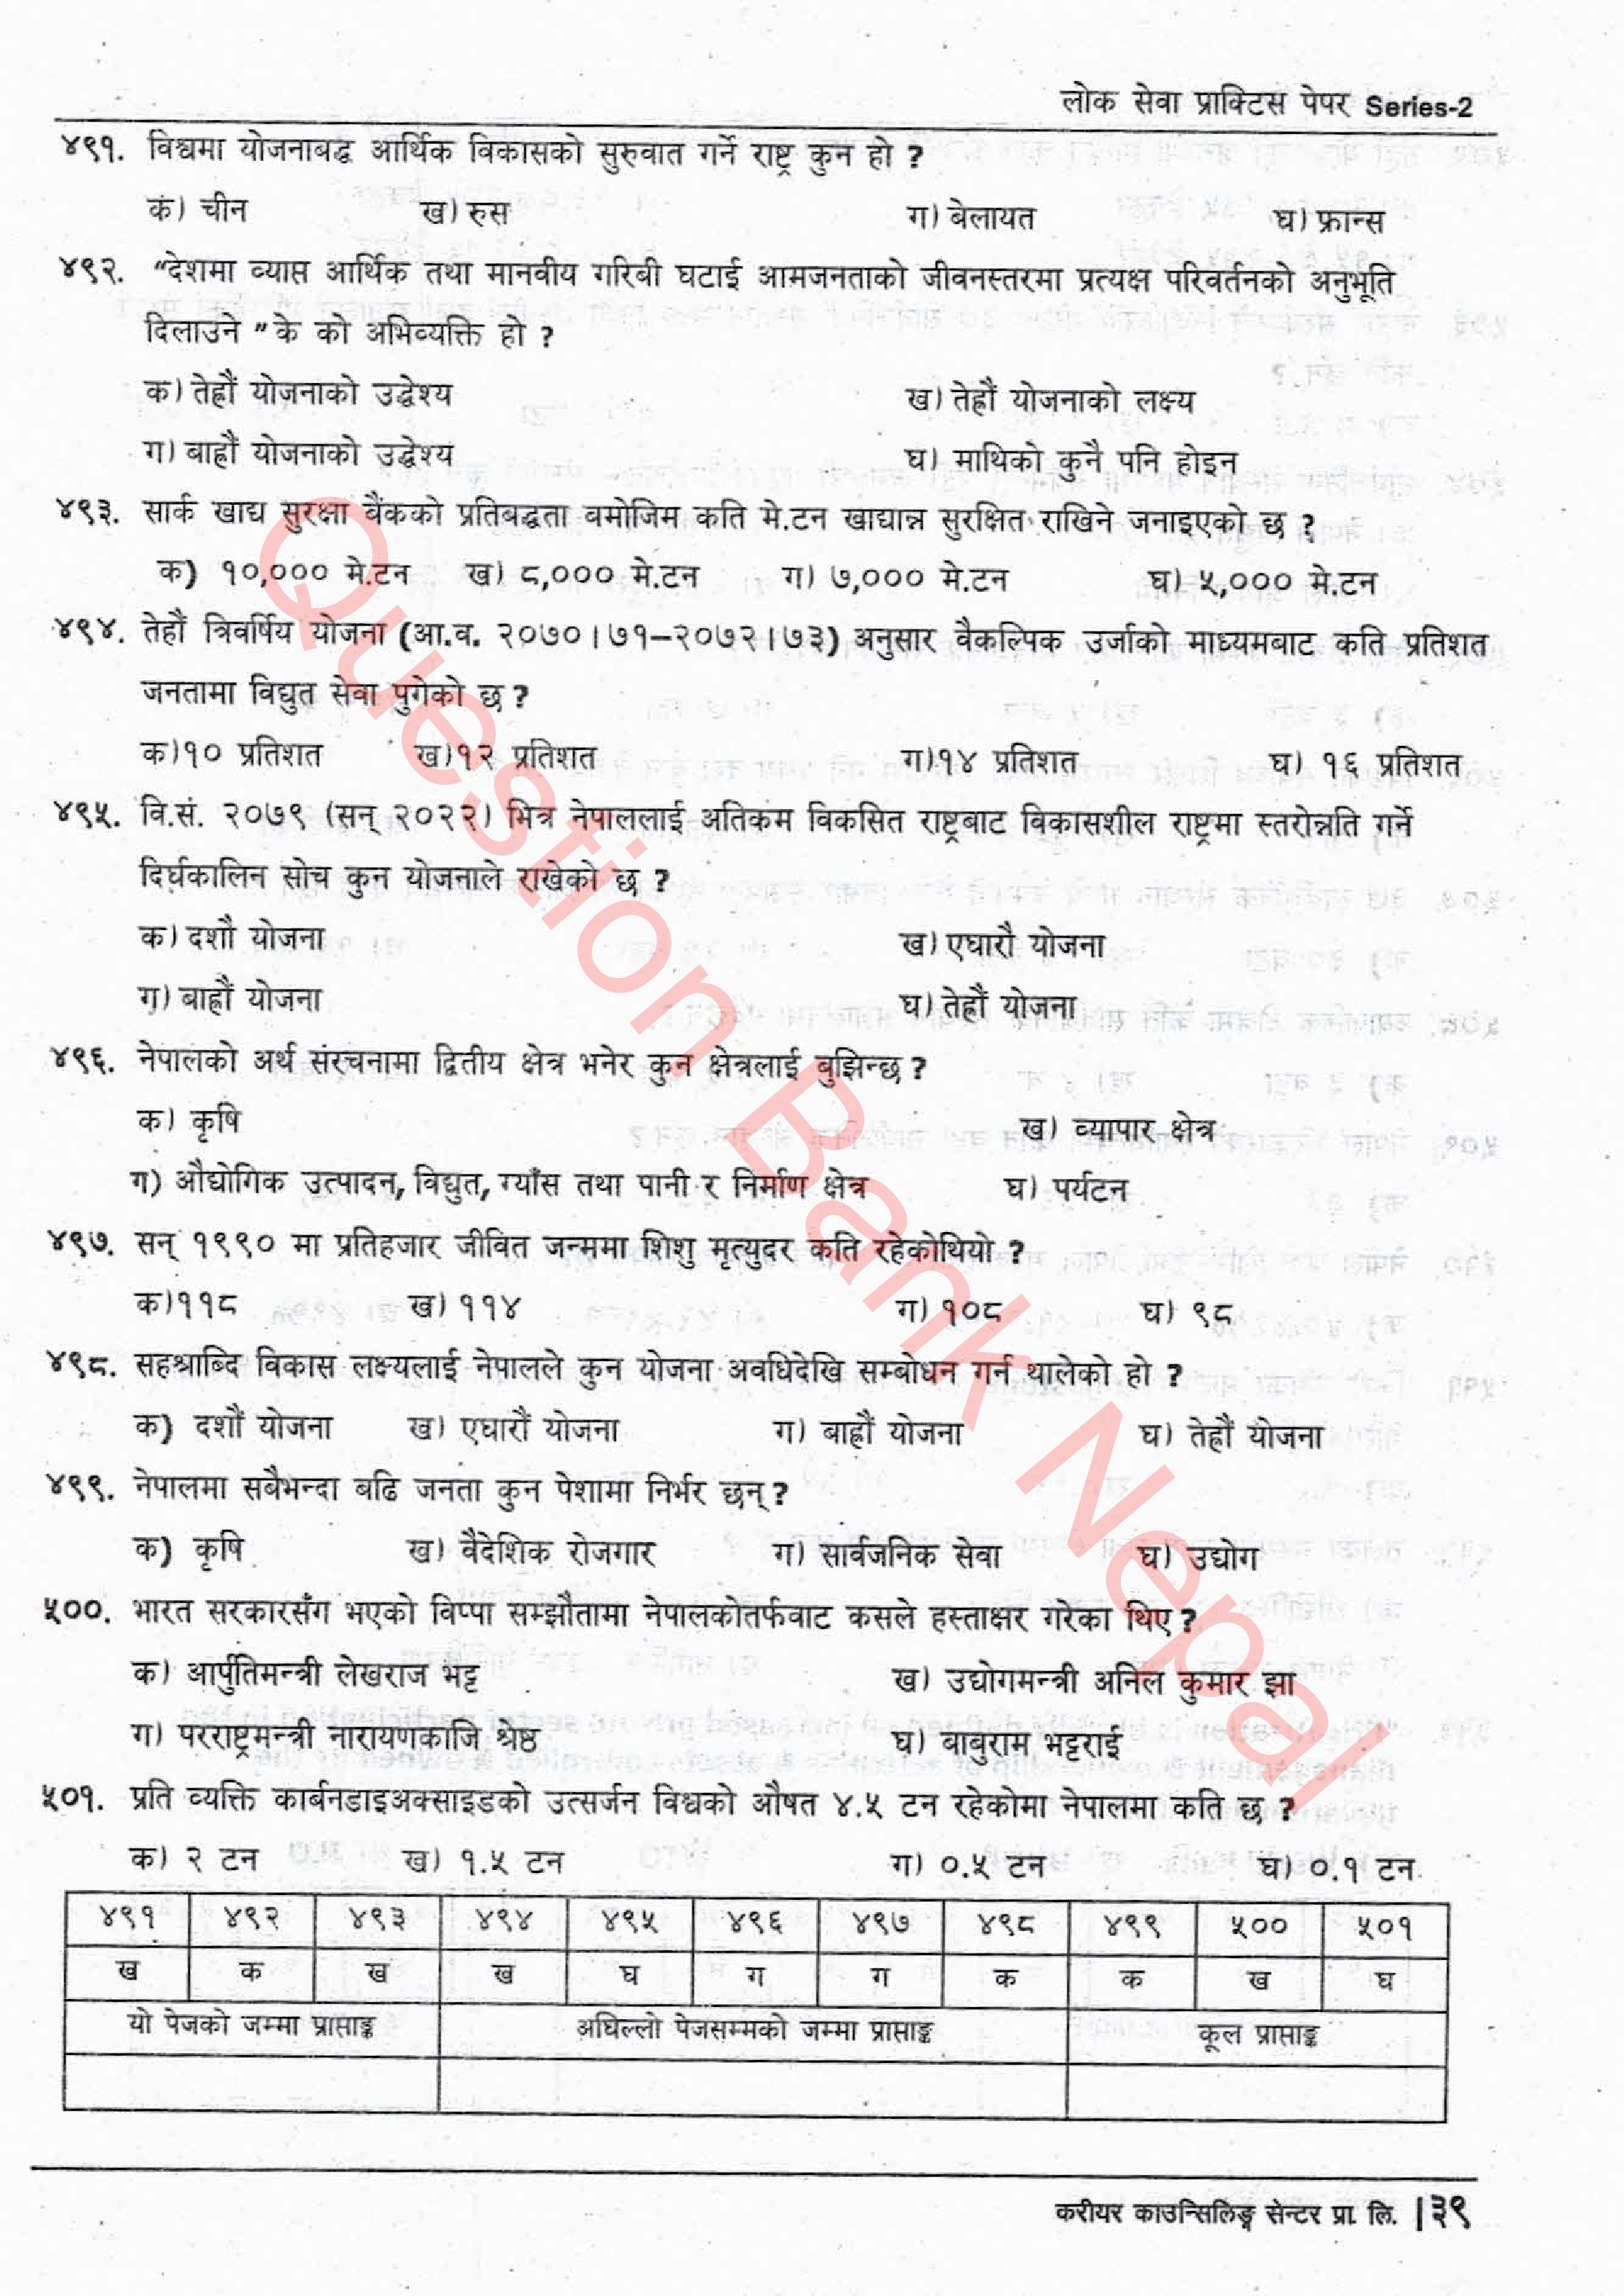 लोक सेवा प्राक्टिस पेपर Series-2
४९१. विश्वमा योजनाबद्ध आर्थिक विकासको सुरुवात गर्ने राष्ट्र कुन हो ?
क) चीन ख) रुस ग) बेलायत घ) फ्रान्स
४९२. "देशमा व्याप्त आर्थिक तथा मानवीय गरिबी घटाई आमजनताको जीवनस्तरमा प्रत्यक्ष परिवर्तनको अनुभूति
दिलाउने " के को अभिव्यक्ति हो ?
क) तेह्रौं योजनाको उद्धेश्य ख) तेह्रौं योजनाको लक्ष्य
ग) बाह्रौं योजनाको उद्धेश्य घ) माथिको कुनै पनि होइन
४९३. सार्क खाद्य सुरक्षा बैंकको प्रतिबद्धता वमोजिम कति मे.टन खाद्यान्न सुरक्षित राखिने जनाइएको छ ?
क) १०,००० मे.टन ख) ८,००० मे.टन ग) ७,००० मे.टन घ) ५,००० मे.टन
४९४. तेह्रौं त्रिवर्षिय योजना (आ.व. २०७०।७१–२०७२।७३) अनुसार वैकल्पिक उर्जाको माध्यमबाट कति प्रतिशत
जनतामा विद्युत सेवा पुगेको छ ?
क)१० प्रतिशत ख)१२ प्रतिशत ग)१४ प्रतिशत घ) १६ प्रतिशत
४९५. वि.सं. २०७९ (सन् २०२२) भित्र नेपाललाई अतिकम विकसित राष्ट्रबाट विकासशील राष्ट्रमा स्तरोन्नति गर्ने
दिर्घकालिन सोच कुन योजनाले राखेको छ ?
क) दशौं योजना ख) एघारौ योजना
ग) बाह्रौं योजना घ) तेह्रौं योजना
४९६. नेपालको अर्थ संरचनामा द्वितीय क्षेत्र भनेर कुन क्षेत्रलाई बुझिन्छ ?
क) कृषि ख) व्यापार क्षेत्र
ग) औद्योगिक उत्पादन, विद्युत, ग्याँस तथा पानी र निर्माण क्षेत्र घ) पर्यटन
४९७. सन् १९९० मा प्रतिहजार जीवित जन्ममा शिशु मृत्युदर कति रहेकोथियो ?
क)११८ ख) ११४ ग) १०८ घ) ९८
४९८. सहश्राब्दि विकास लक्ष्यलाई नेपालले कुन योजना अवधिदेखि सम्बोधन गर्न थालेको हो ?
क) दशौं योजना ख) एघारौं योजना ग) बाह्रौं योजना घ) तेह्रौं योजना
४९९. नेपालमा सबैभन्दा बढि जनता कुन पेशामा निर्भर छन् ?
क) कृषि ख) वैदेशिक रोजगार ग) सार्वजनिक सेवा घ) उद्योग
५००. भारत सरकारसँग भएको विप्पा सम्झौतामा नेपालकोतर्फवाट कसले हस्ताक्षर गरेका थिए ?
क) आर्पुतिमन्त्री लेखराज भट्ट ख) उद्योगमन्त्री अनिल कुमार झा
ग) परराष्ट्रमन्त्री नारायणकाजि श्रेष्ठ घ) बाबुराम भट्टराई
५०१. प्रति व्यक्ति कार्बनडाइअक्साइडको उत्सर्जन विश्वको औषत ४.५ टन रहेकोमा नेपालमा कति छ ?
क) २ टन ख) १.५ टन ग) ०.५ टन घ) ०.१ टन
४९१ ४९२ ४९३ ४९४ ४९५ ४९६ ४९७ ४९८ ४९९ ५०० ५०१
ख क ख ख घ ग ग क क ख घ
यो पेजको जम्मा प्राप्ताङ्क अघिल्लो पेजसम्मको जम्मा प्राप्ताङ्क कूल प्राप्ताङ्क
करीयर काउन्सिलिङ्ग सेन्टर प्रा. लि. |३९
Question Bank Nepal